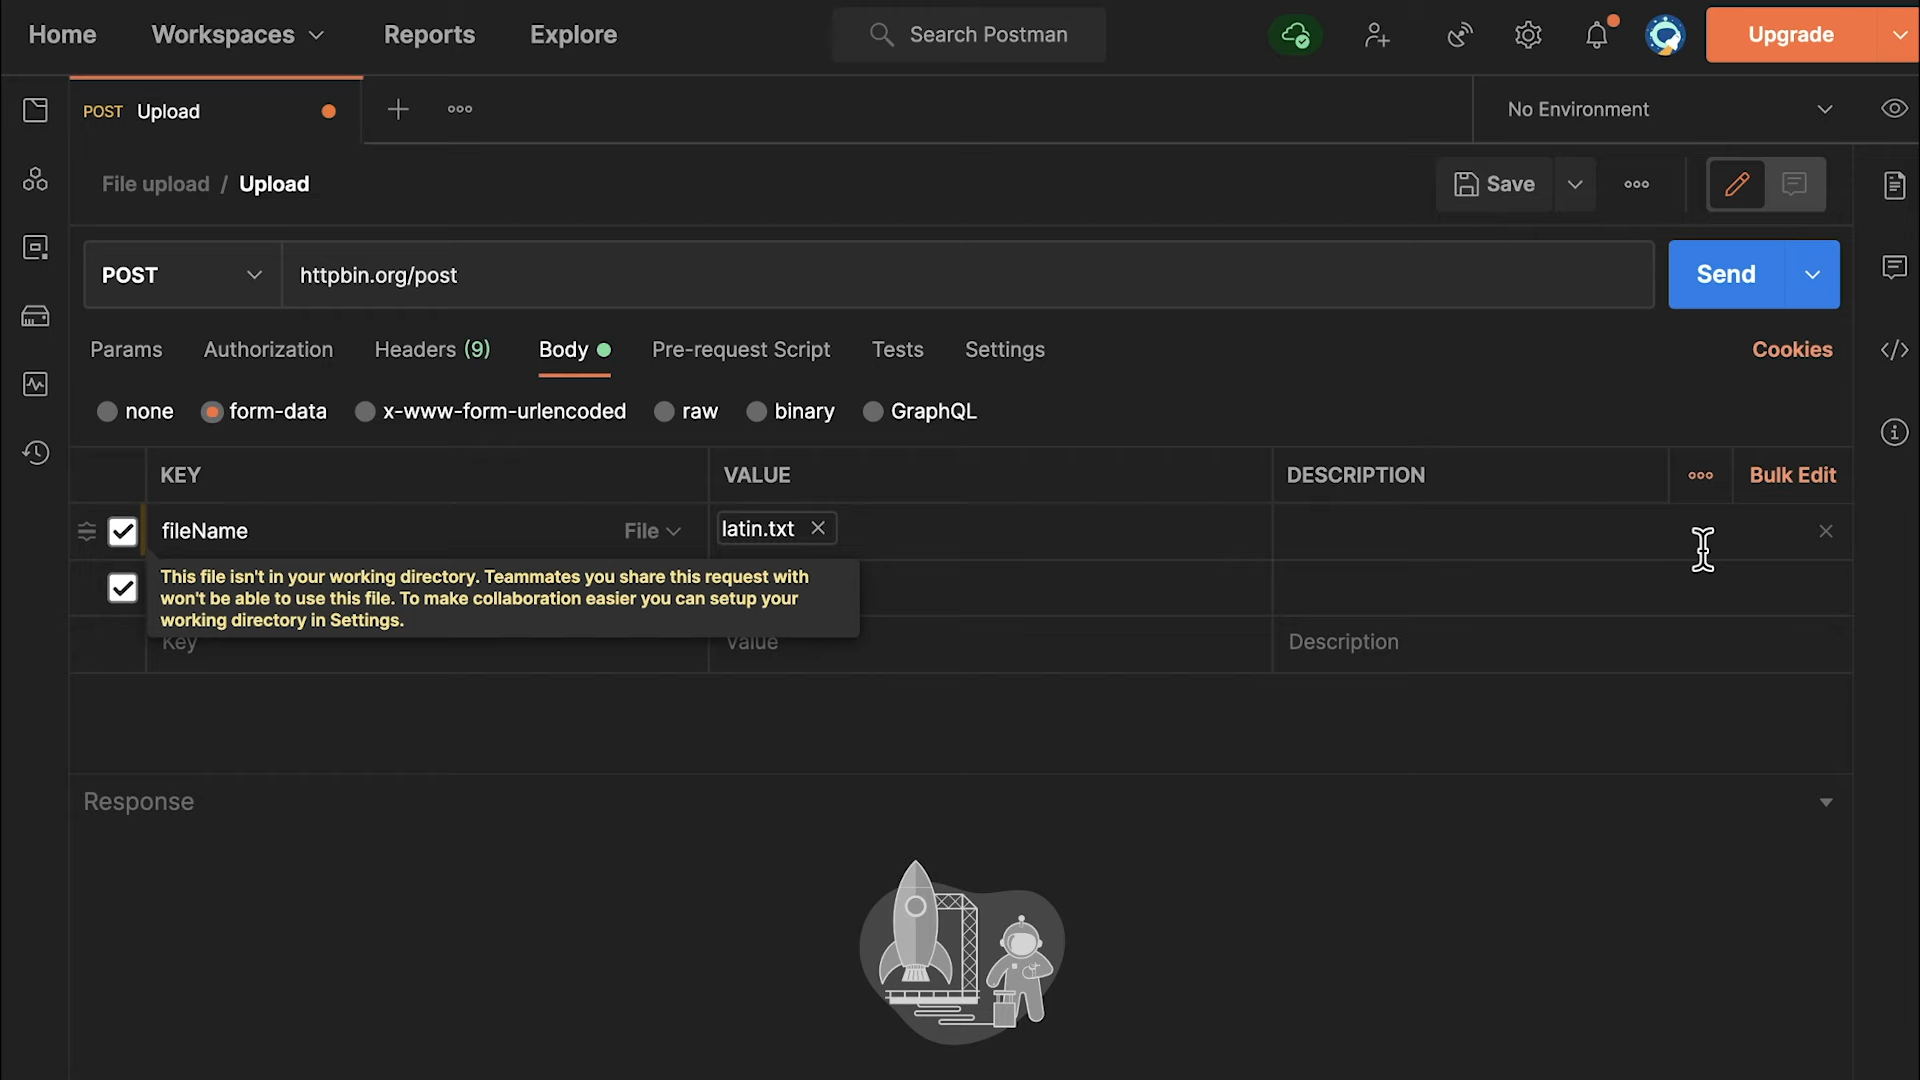 Home Workspaces Reports Explore Search Postman Upgrade
POST Upload No Environment
File upload / Upload Save
POST httpbin.org/post Send
Params Authorization Headers (9) Body Pre-request Script Tests Settings Cookies
none form-data x-www-form-urlencoded raw binary GraphQL
KEY VALUE DESCRIPTION Bulk Edit
fileName File latin.txt
This file isn't in your working directory. Teammates you share this request with
won't be able to use this file. To make collaboration easier you can setup your
working directory in Settings.
Key Value Description
Response